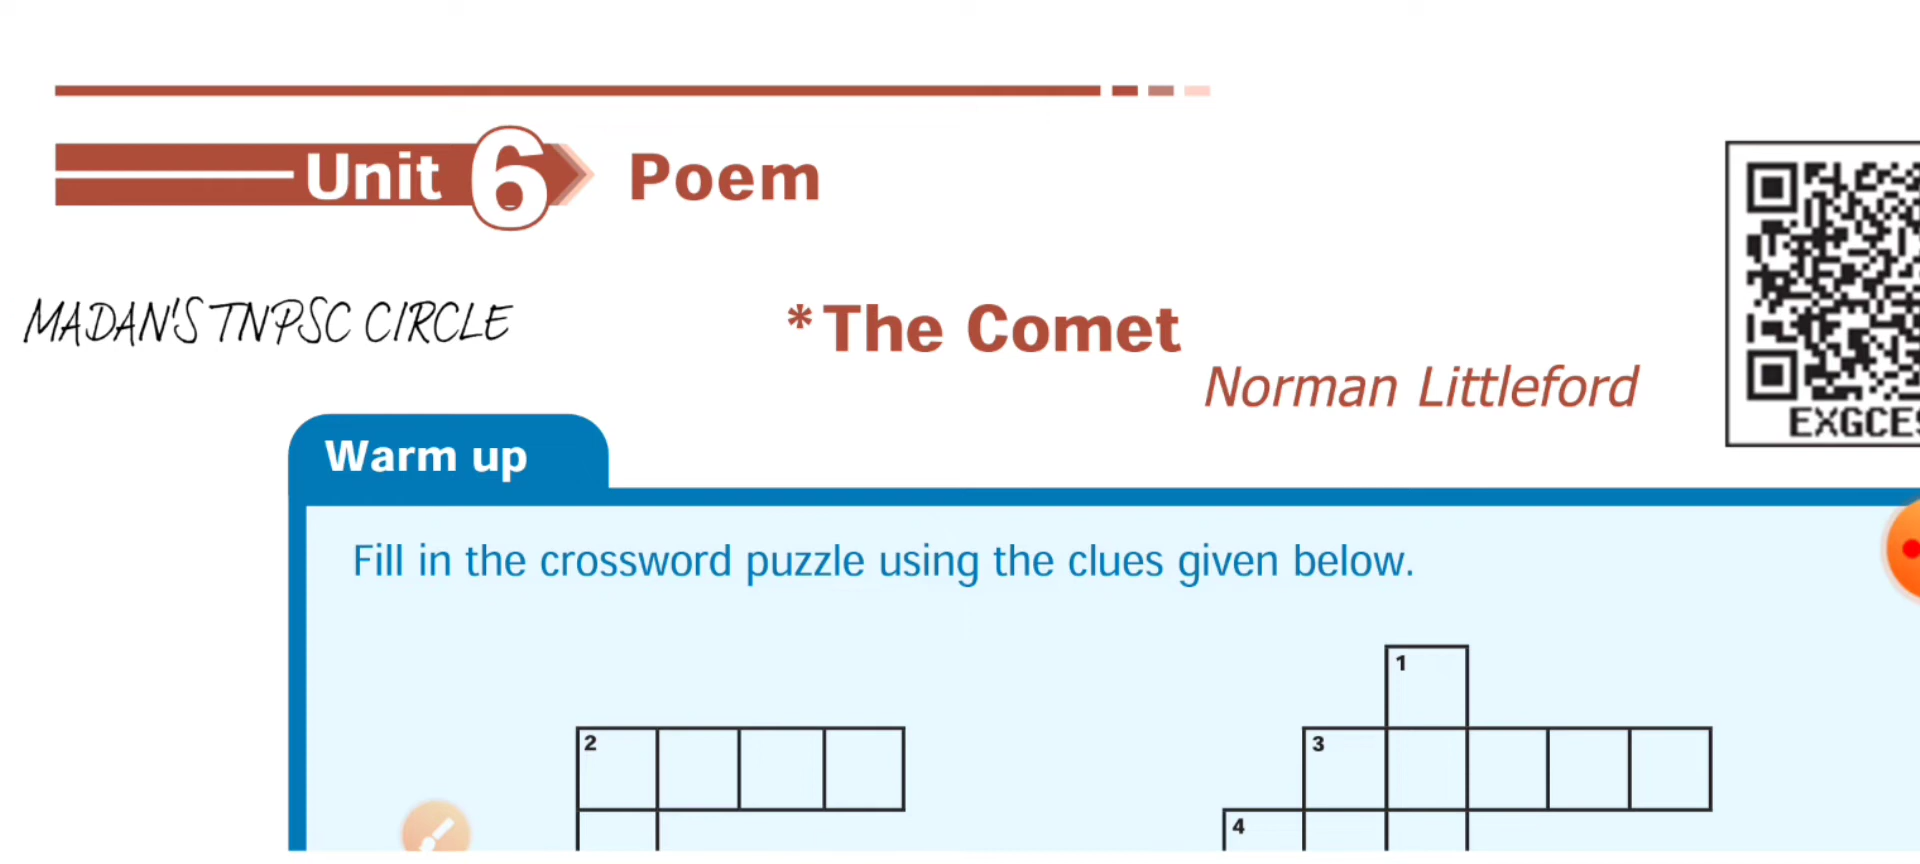 Unit 6 Poem
MADAN'S TNPSC CIRCLE
*The Comet
Norman Littleford
EXGCES
Warm up
Fill in the crossword puzzle using the clues given below.
1
2
3
4